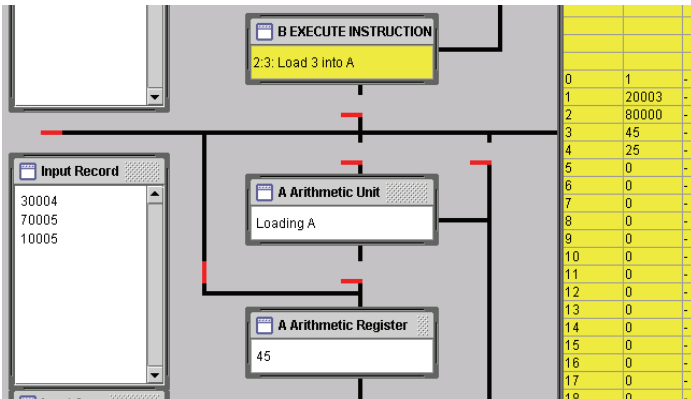 B EXECUTE INSTRUCTION
2:3: Load 3 into A
Input Record
30004
70005
10005
A Arithmetic Unit
Loading A
A Arithmetic Register
45
0 1 -
1 20003 -
2 80000 -
3 45 -
4 25 -
5 0 -
6 0 -
7 0 -
8 0 -
9 0 -
10 0 -
11 0 -
12 0 -
13 0 -
14 0 -
15 0 -
16 0 -
17 0 -
18 0 -